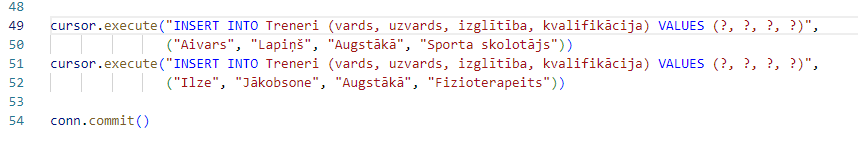 48
49 cursor.execute("INSERT INTO Treneri (vards, uzvards, izglītība, kvalifikācija) VALUES (?, ?, ?, ?)",
50 ("Aivars", "Lapiņš", "Augstākā", "Sporta skolotājs"))
51 cursor.execute("INSERT INTO Treneri (vards, uzvards, izglītība, kvalifikācija) VALUES (?, ?, ?, ?)",
52 ("Ilze", "Jākobsone", "Augstākā", "Fizioterapeits"))
53
54 conn.commit()